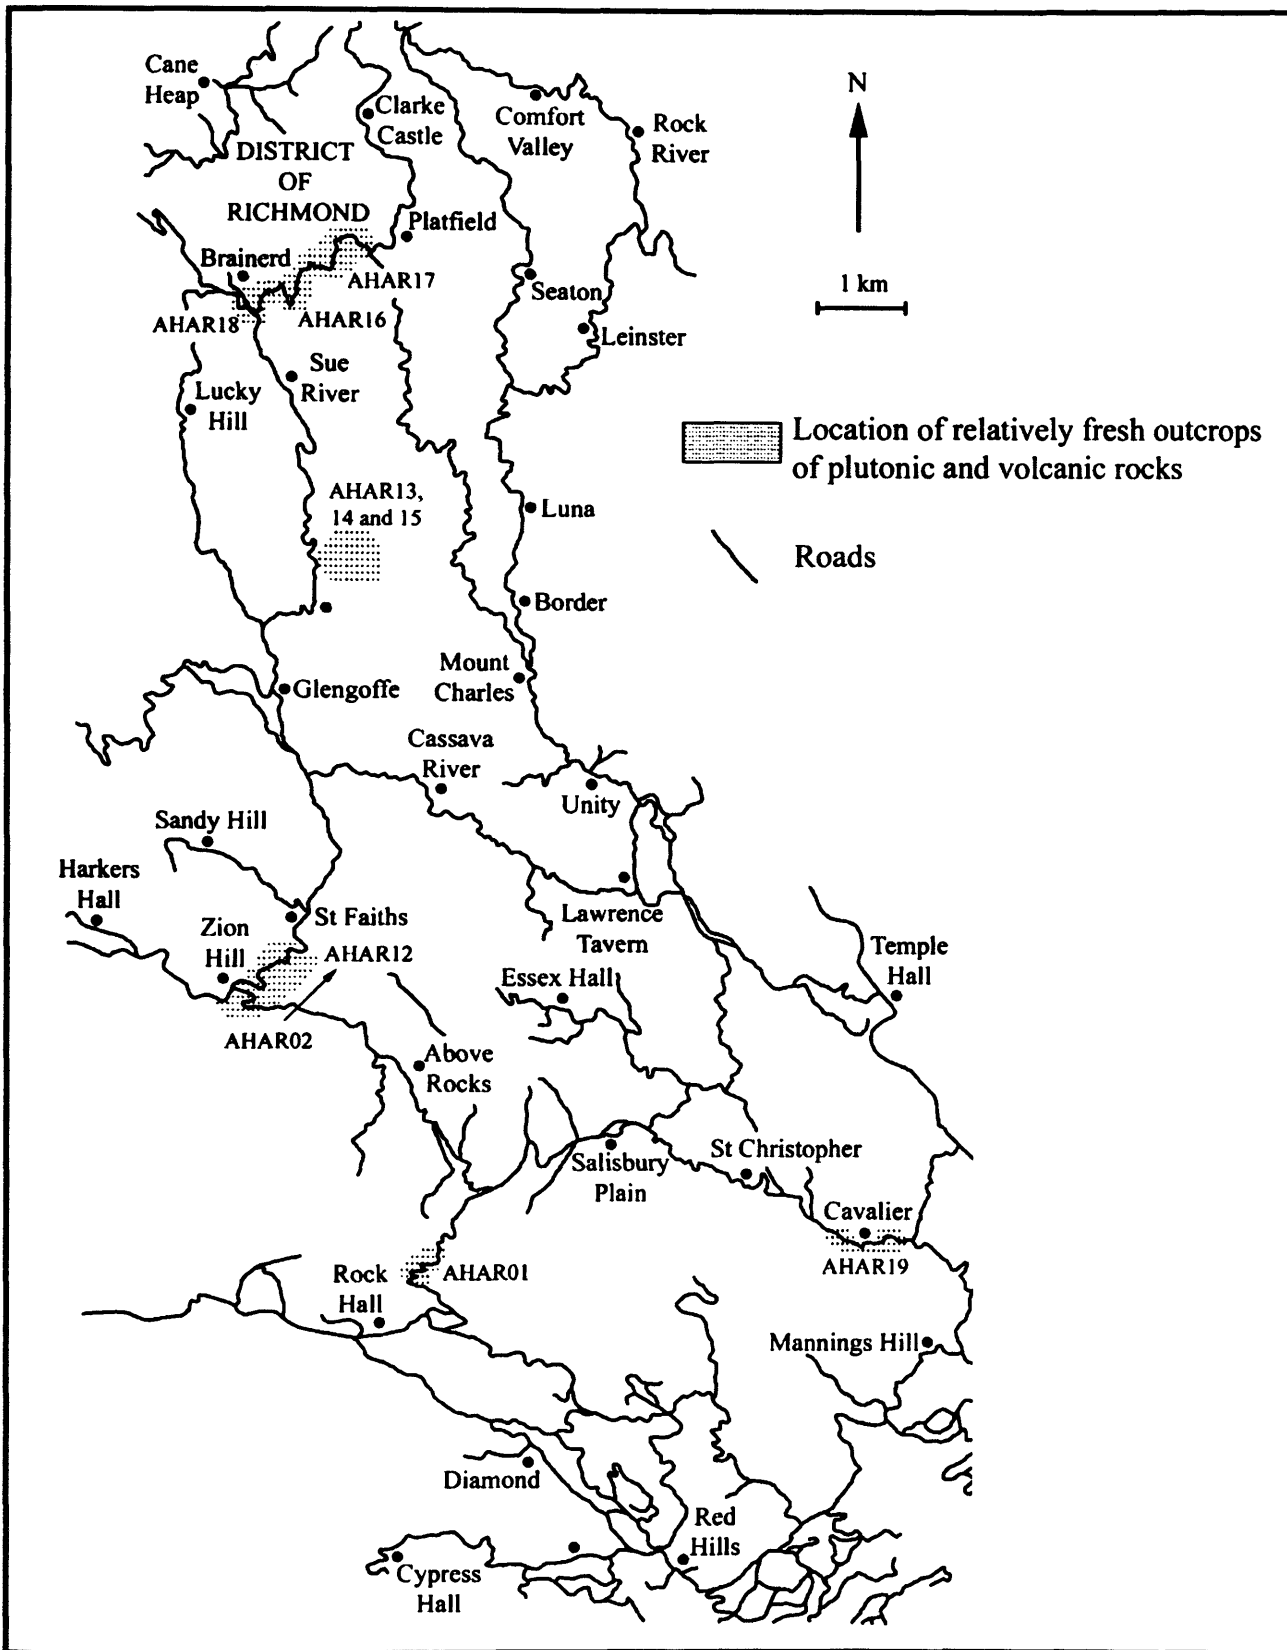 Cane
Heap
Clarke
Castle
Comfort
Valley
Rock
River
N
DISTRICT
OF
RICHMOND
Platfield
Brainerd
AHAR17
Seaton
1 km
AHAR18
AHAR16
Leinster
Sue
River
Lucky
Hill
Location of relatively fresh outcrops
of plutonic and volcanic rocks
AHAR13,
14 and 15
Luna
Roads
Border
Mount
Charles
Glengoffe
Cassava
River
Unity
Sandy Hill
Harkers
Hall
St Faiths
Lawrence
Tavern
Zion
Hill
AHAR12
Temple
Hall
Essex Hall
AHAR02
Above
Rocks
St Christopher
Salisbury
Plain
Cavalier
AHAR19
AHAR01
Rock
Hall
Mannings Hill
Diamond
Red
Hills
Cypress
Hall